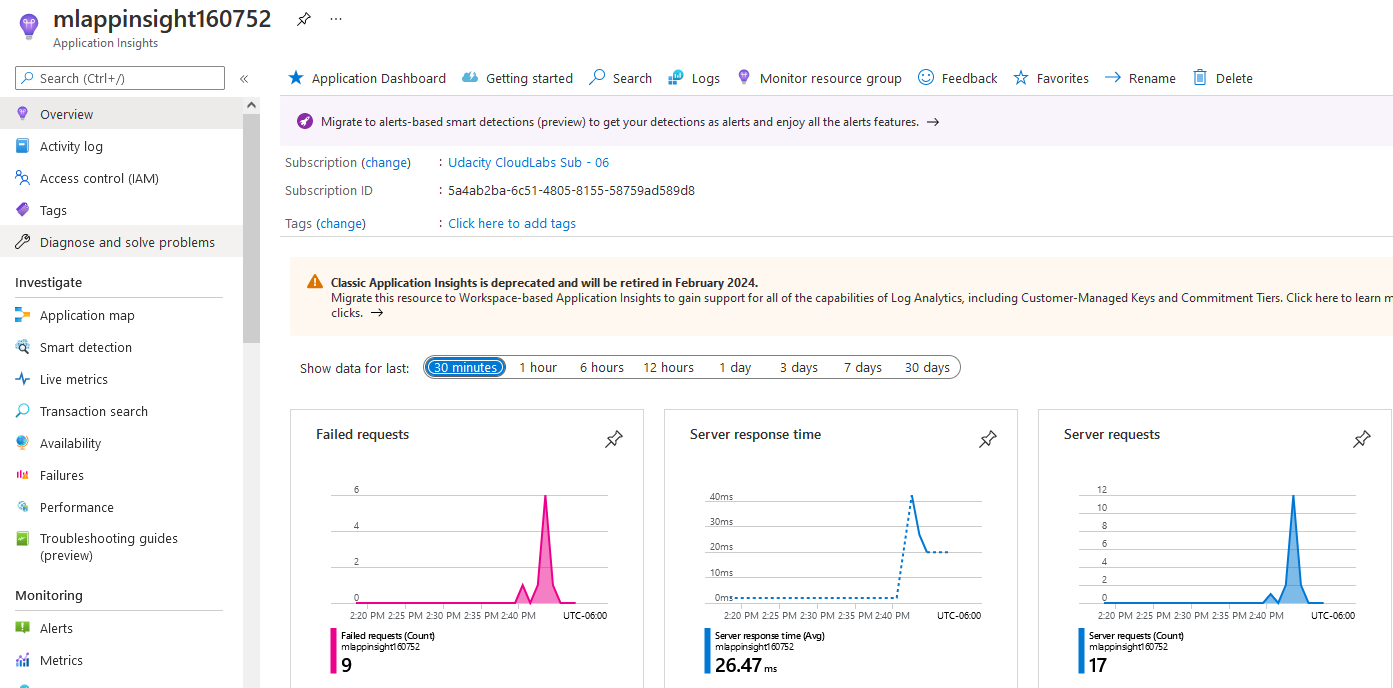 mlappinsight160752 ...
Application Insights
Search (Ctrl+/) «
Overview
Activity log
Access control (IAM)
Tags
Diagnose and solve problems
Investigate
Application map
Smart detection
Live metrics
Transaction search
Availability
Failures
Performance
Troubleshooting guides
(preview)
Monitoring
Alerts
Metrics
Application Dashboard Getting started Search Logs Monitor resource group Feedback Favorites Rename Delete
Migrate to alerts-based smart detections (preview) to get your detections as alerts and enjoy all the alerts features. →
Subscription (change) : Udacity CloudLabs Sub - 06
Subscription ID : 5a4ab2ba-6c51-4805-8155-58759ad589d8
Tags (change) : Click here to add tags
Classic Application Insights is deprecated and will be retired in February 2024.
Migrate this resource to Workspace-based Application Insights to gain support for all of the capabilities of Log Analytics, including Customer-Managed Keys and Commitment Tiers. Click here to learn m
clicks. →
Show data for last: 30 minutes 1 hour 6 hours 12 hours 1 day 3 days 7 days 30 days
Failed requests
6
4
2
0
2:20 PM 2:25 PM 2:30 PM 2:35 PM 2:40 PM UTC-06:00
Failed requests (Count)
mlappinsight160752
9
Server response time
40ms
30ms
20ms
10ms
0ms
2:20 PM 2:25 PM 2:30 PM 2:35 PM 2:40 PM UTC-06:00
Server response time (Avg)
mlappinsight160752
26.47 ms
Server requests
12
10
8
6
4
2
0
2:20 PM 2:25 PM 2:30 PM 2:35 PM 2:40 PM UTC-06:00
Server requests (Count)
mlappinsight160752
17